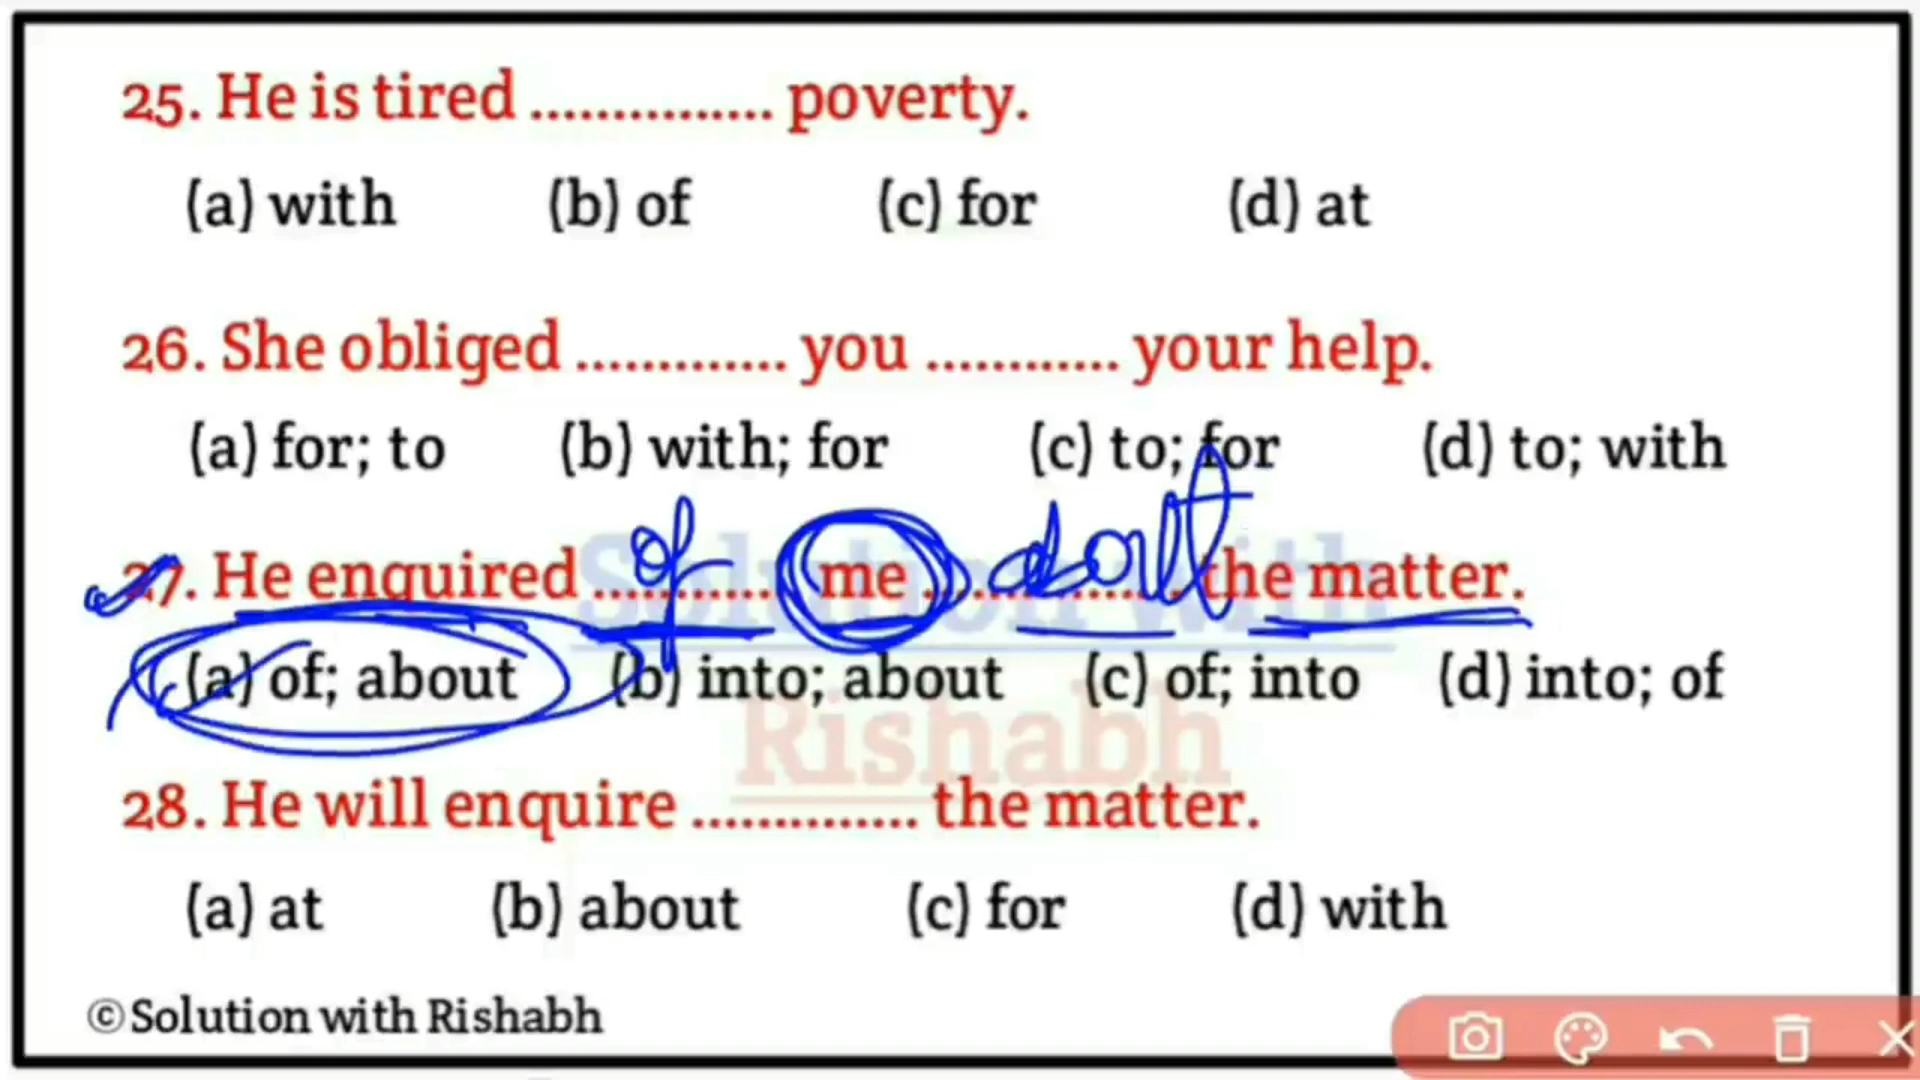 25. He is tired ............... poverty.
(a) with (b) of (c) for (d) at
26. She obliged ............. you ............ your help.
(a) for; to (b) with; for (c) to; for (d) to; with
of about
27. He enquired ............ me ................ the matter.
(a) of; about (b) into; about (c) of; into (d) into; of
Solution with
Rishabh
28. He will enquire .............. the matter.
(a) at (b) about (c) for (d) with
©Solution with Rishabh